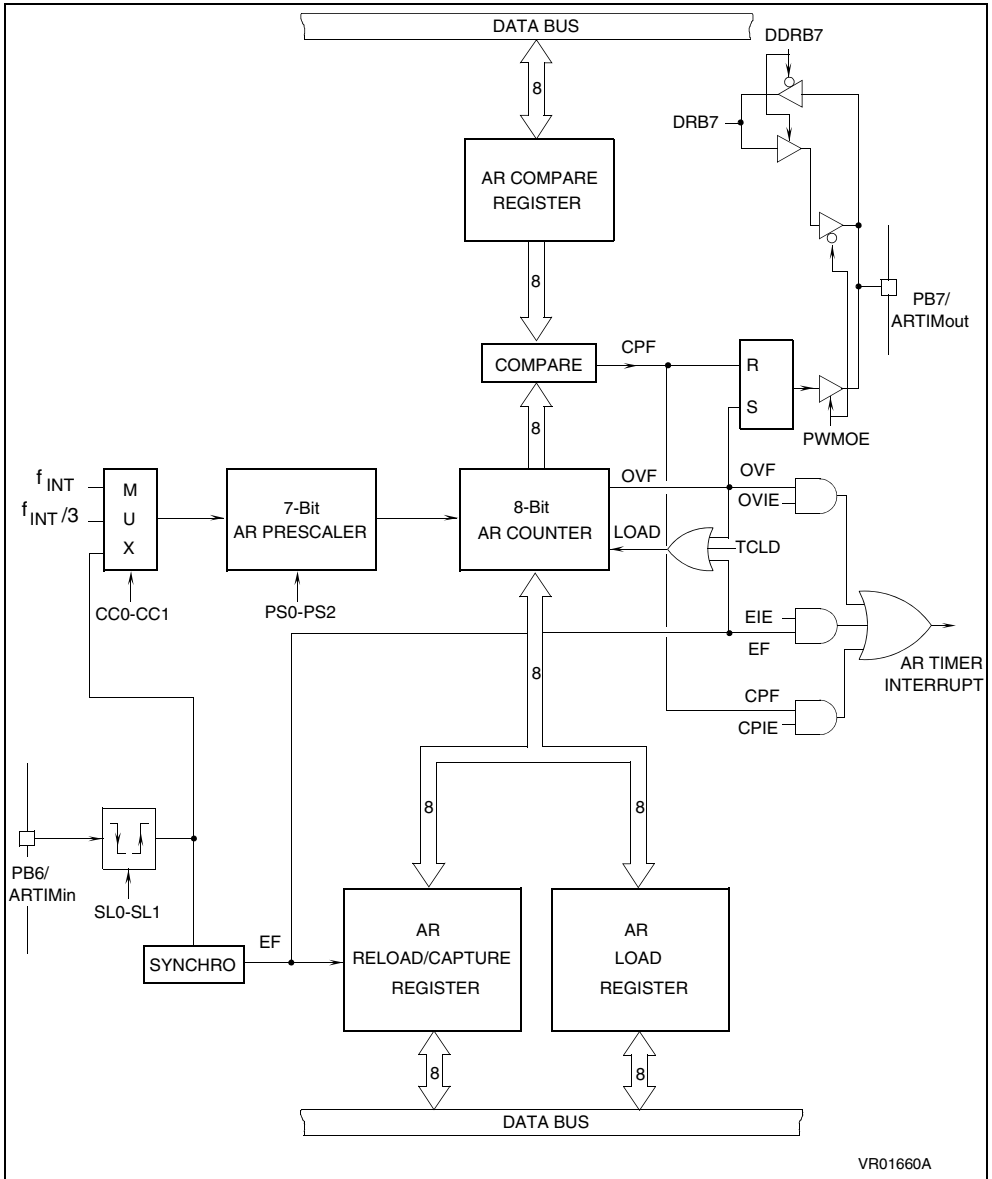 DATA BUS
DDRB7
8
DRB7
AR COMPARE
REGISTER
8
PB7/
ARTIMout
COMPARE
CPF
R
S
8
PWMOE
f INT
f INT /3
M
U
X
7-Bit
AR PRESCALER
8-Bit
AR COUNTER
OVF
OVF
OVIE
LOAD
TCLD
CC0-CC1
PS0-PS2
EIE
EF
AR TIMER
INTERRUPT
8
CPF
CPIE
8
8
PB6/
ARTIMin
SL0-SL1
SYNCHRO
EF
AR
RELOAD/CAPTURE
REGISTER
AR
LOAD
REGISTER
8
8
DATA BUS
VR01660A